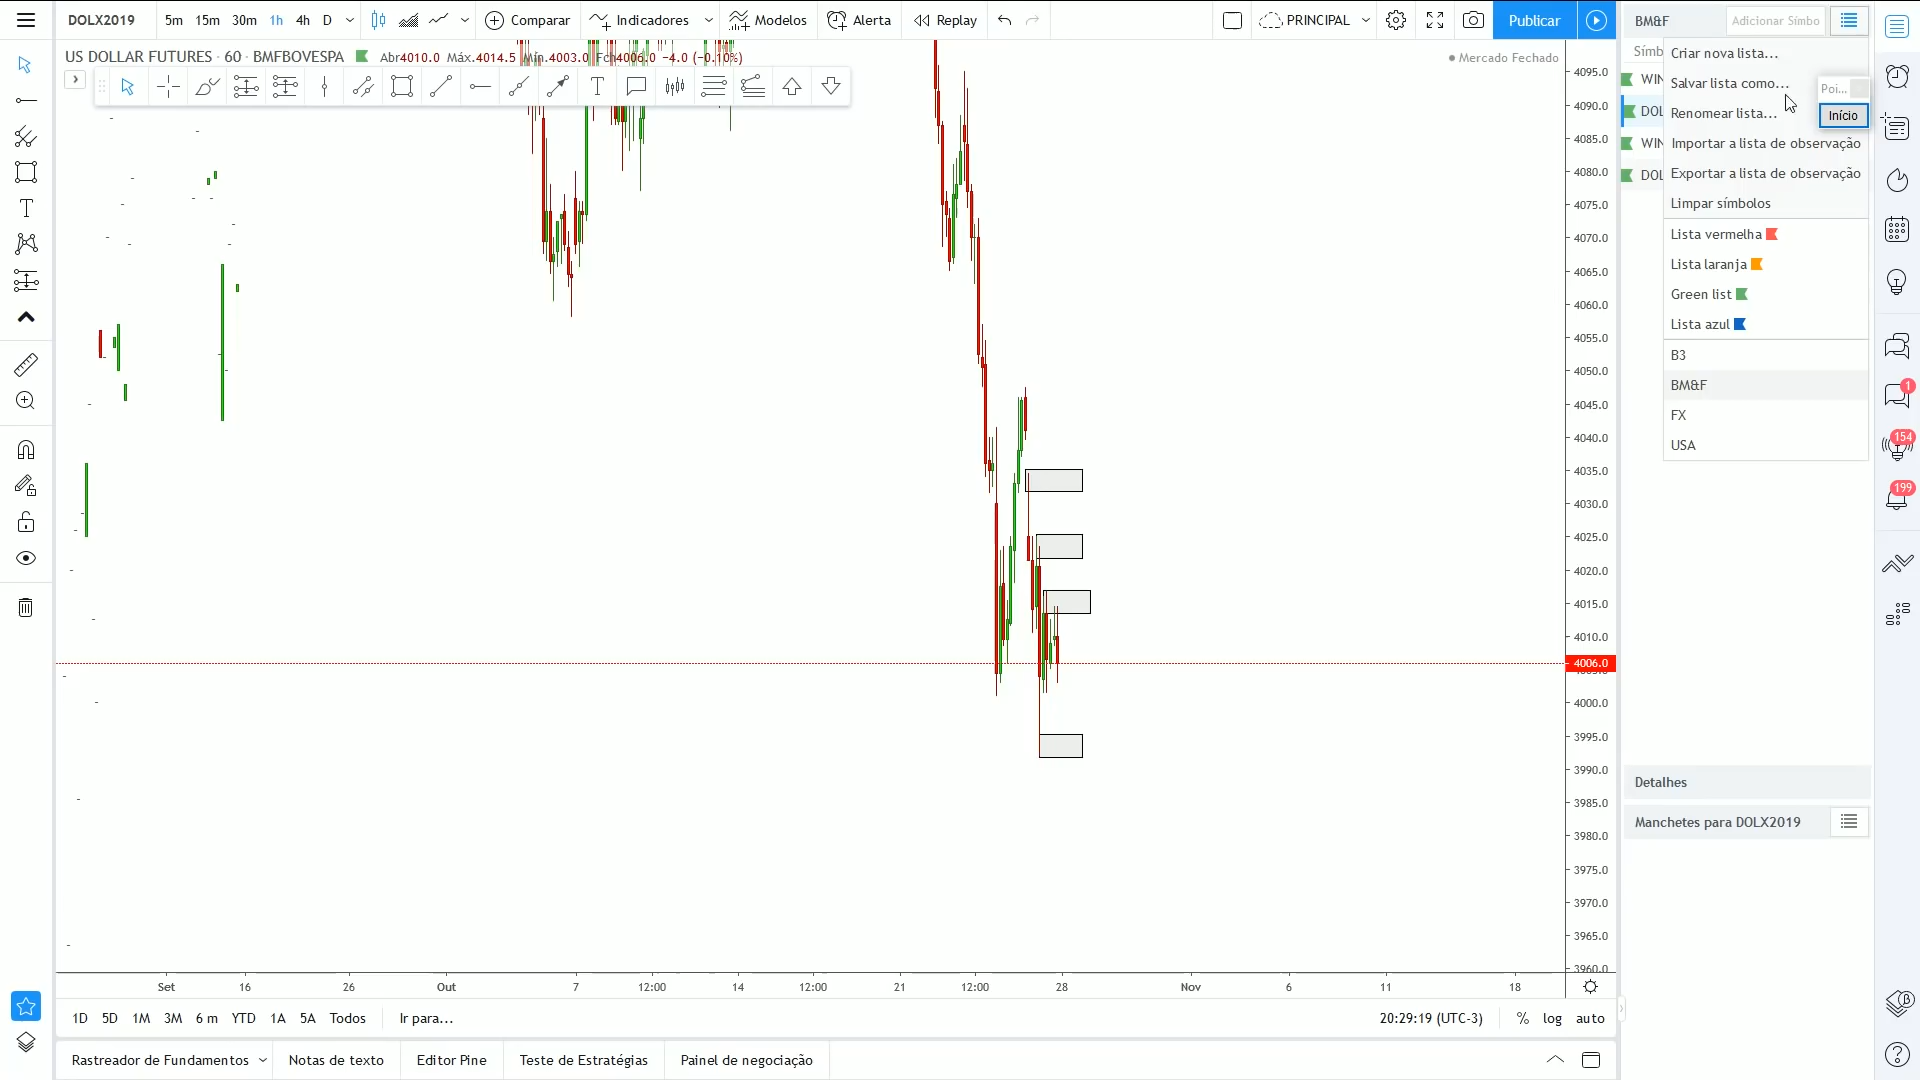 DOLX2019 5m 15m 30m 1h 4h D Comparar Indicadores Modelos Alerta Replay PRINCIPAL Publicar
BM&F Adicionar Símbo
US DOLLAR FUTURES · 60 · BMFBOVESPA Abr4010.0 Máx.4014.5 Mín.4003.0 Fch4006.0 −4.0 (−0.10%)
Mercado Fechado
Símb
WIN
DOL
WIN
DOL
Criar nova lista...
Salvar lista como...
Renomear lista...
Importar a lista de observação
Exportar a lista de observação
Limpar símbolos
Lista vermelha
Lista laranja
Green list
Lista azul
B3
BM&F
FX
USA
Poi...
Início
1
154
199
4095.0
4090.0
4085.0
4080.0
4075.0
4070.0
4065.0
4060.0
4055.0
4050.0
4045.0
4040.0
4035.0
4030.0
4025.0
4020.0
4015.0
4010.0
4006.0
4000.0
3995.0
3990.0
3985.0
3980.0
3975.0
3970.0
3965.0
3960.0
Detalhes
Manchetes para DOLX2019
Set 16 26 Out 7 12:00 14 12:00 21 12:00 28 Nov 6 11 18
1D 5D 1M 3M 6 m YTD 1A 5A Todos Ir para... 20:29:19 (UTC-3) % log auto
Rastreador de Fundamentos Notas de texto Editor Pine Teste de Estratégias Painel de negociação